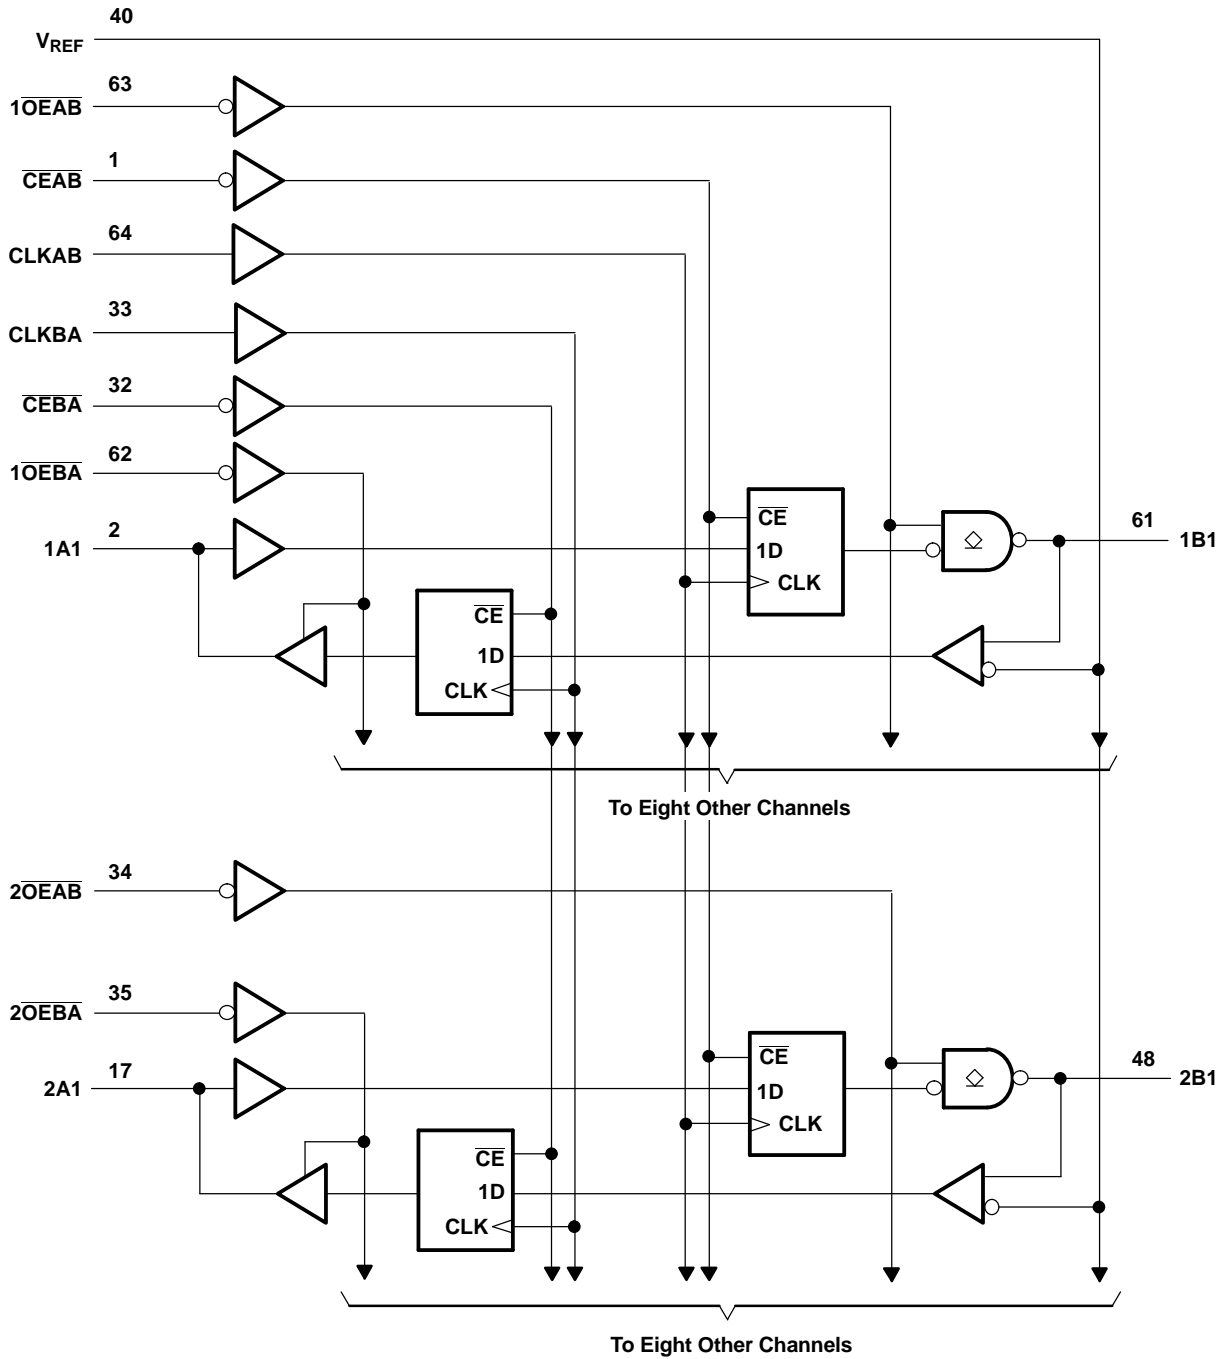 40
VREF
63
1OEAB
1
CEAB
64
CLKAB
33
CLKBA
32
CEBA
62
1OEBA
2
1A1
CE
1D
CLK
61
1B1
CE
1D
CLK
To Eight Other Channels
34
2OEAB
35
2OEBA
17
2A1
CE
1D
CLK
48
2B1
CE
1D
CLK
To Eight Other Channels